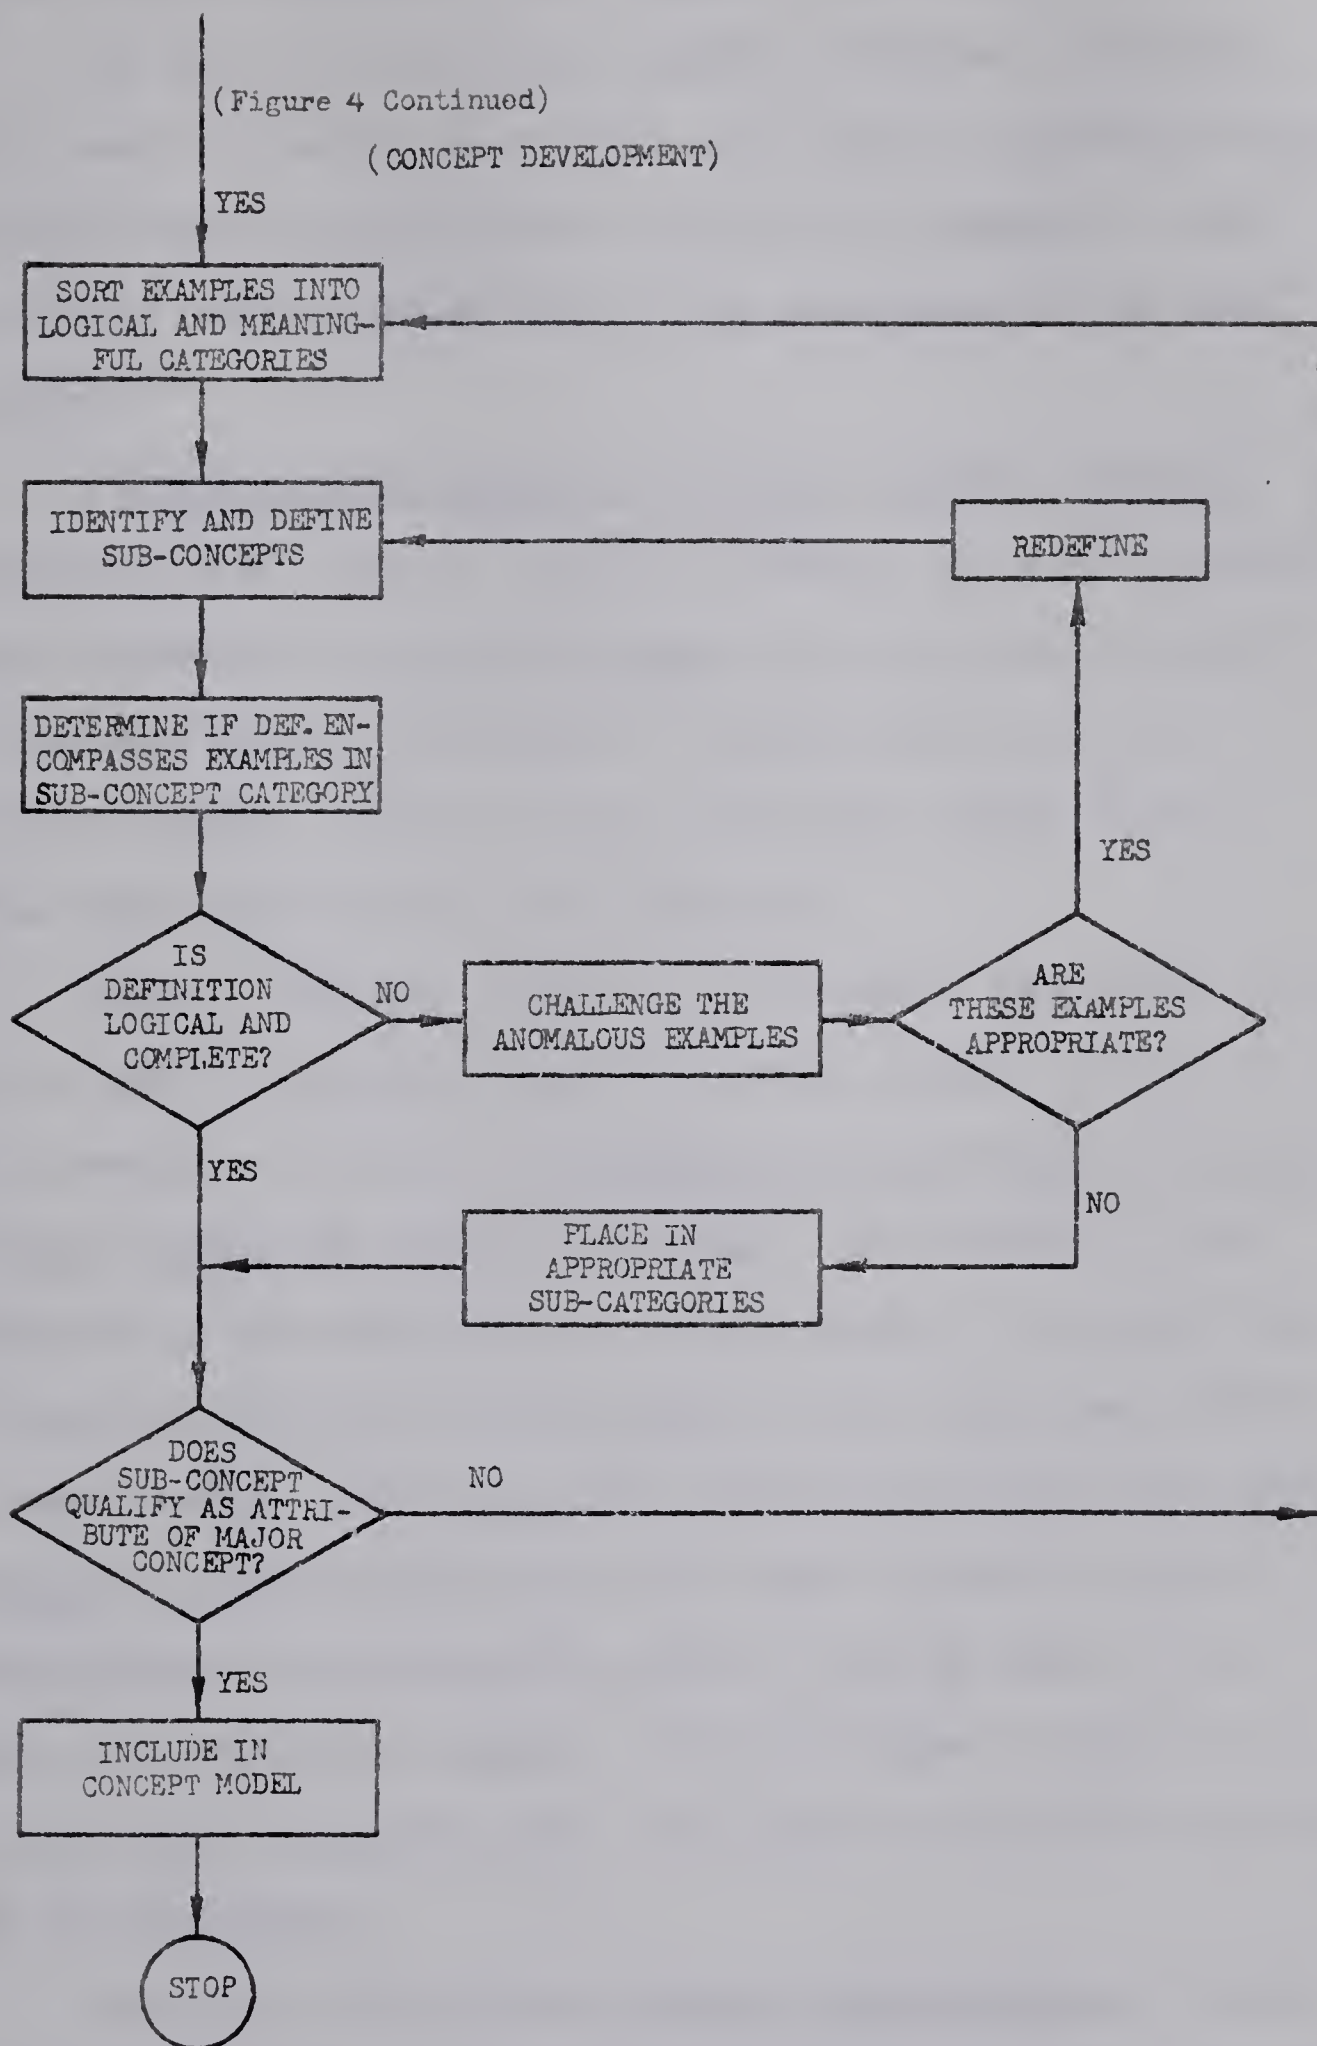 (Figure 4 Continued)
(CONCEPT DEVELOPMENT)
YES
SORT EXAMPLES INTO
LOGICAL AND MEANING-
FUL CATEGORIES
IDENTIFY AND DEFINE
SUB-CONCEPTS
REDEFINE
DETERMINE IF DEF. EN-
COMPASSES EXAMPLES IN
SUB-CONCEPT CATEGORY
YES
IS
DEFINITION
LOGICAL AND
COMPLETE?
NO
CHALLENGE THE
ANOMALOUS EXAMPLES
ARE
THESE EXAMPLES
APPROPRIATE?
YES
NO
PLACE IN
APPROPRIATE
SUB-CATEGORIES
DOES
SUB-CONCEPT
QUALIFY AS ATTRI-
BUTE OF MAJOR
CONCEPT?
NO
YES
INCLUDE IN
CONCEPT MODEL
STOP